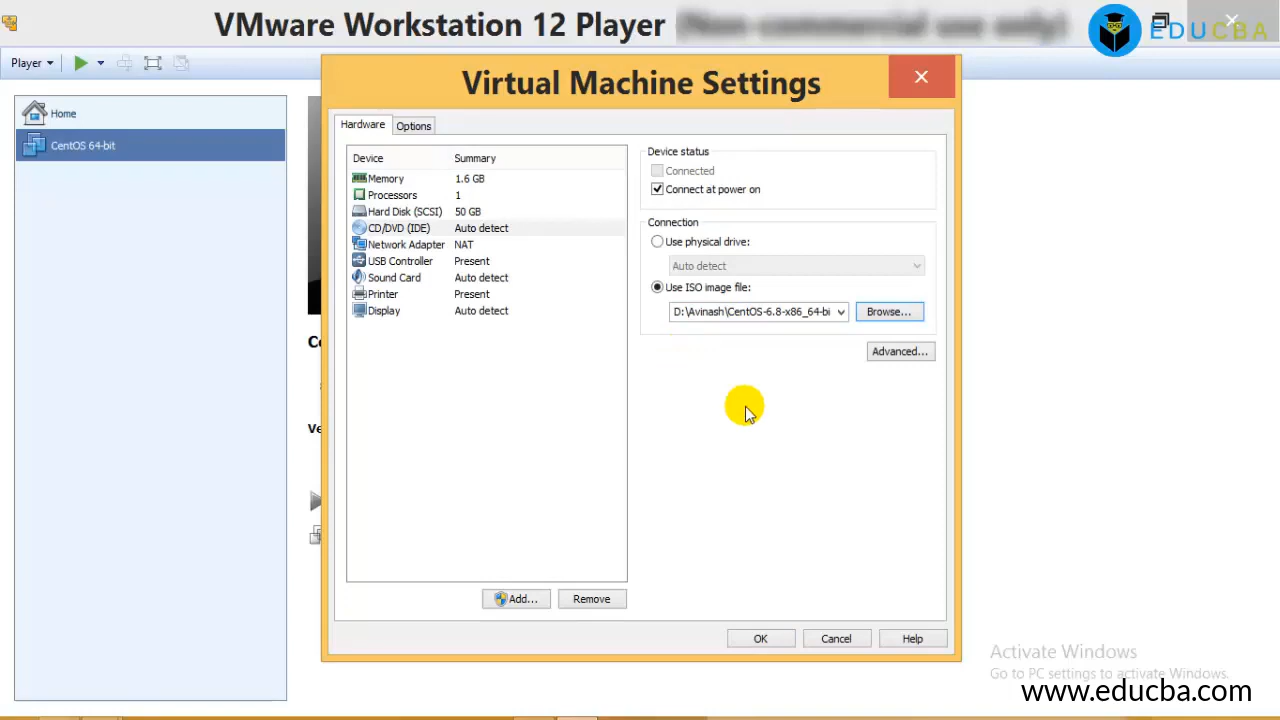 VMware Workstation 12 Player
EDUCBA
Player
Virtual Machine Settings
Home
CentOS 64-bit
Hardware
Options
Device Summary
Memory 1.6 GB
Processors 1
Hard Disk (SCSI) 50 GB
CD/DVD (IDE) Auto detect
Network Adapter NAT
USB Controller Present
Sound Card Auto detect
Printer Present
Display Auto detect
Device status
Connected
Connect at power on
Connection
Use physical drive:
Auto detect
Use ISO image file:
D:\Avinash\CentOS-6.8-x86_64-bi
Browse...
Advanced...
Add...
Remove
OK
Cancel
Help
Activate Windows
Go to PC settings to activate Windows.
www.educba.com